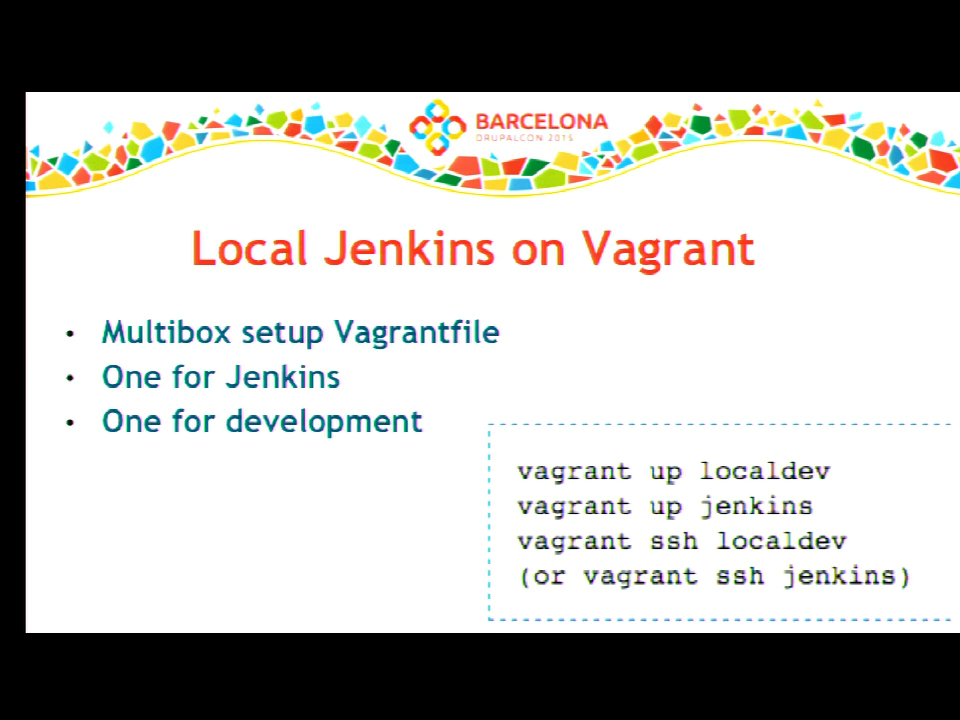 BARCELONA
DRUPALCON 2015
Local Jenkins on Vagrant
• Multibox setup Vagrantfile
• One for Jenkins
• One for development
vagrant up localdev
vagrant up jenkins
vagrant ssh localdev
(or vagrant ssh jenkins)